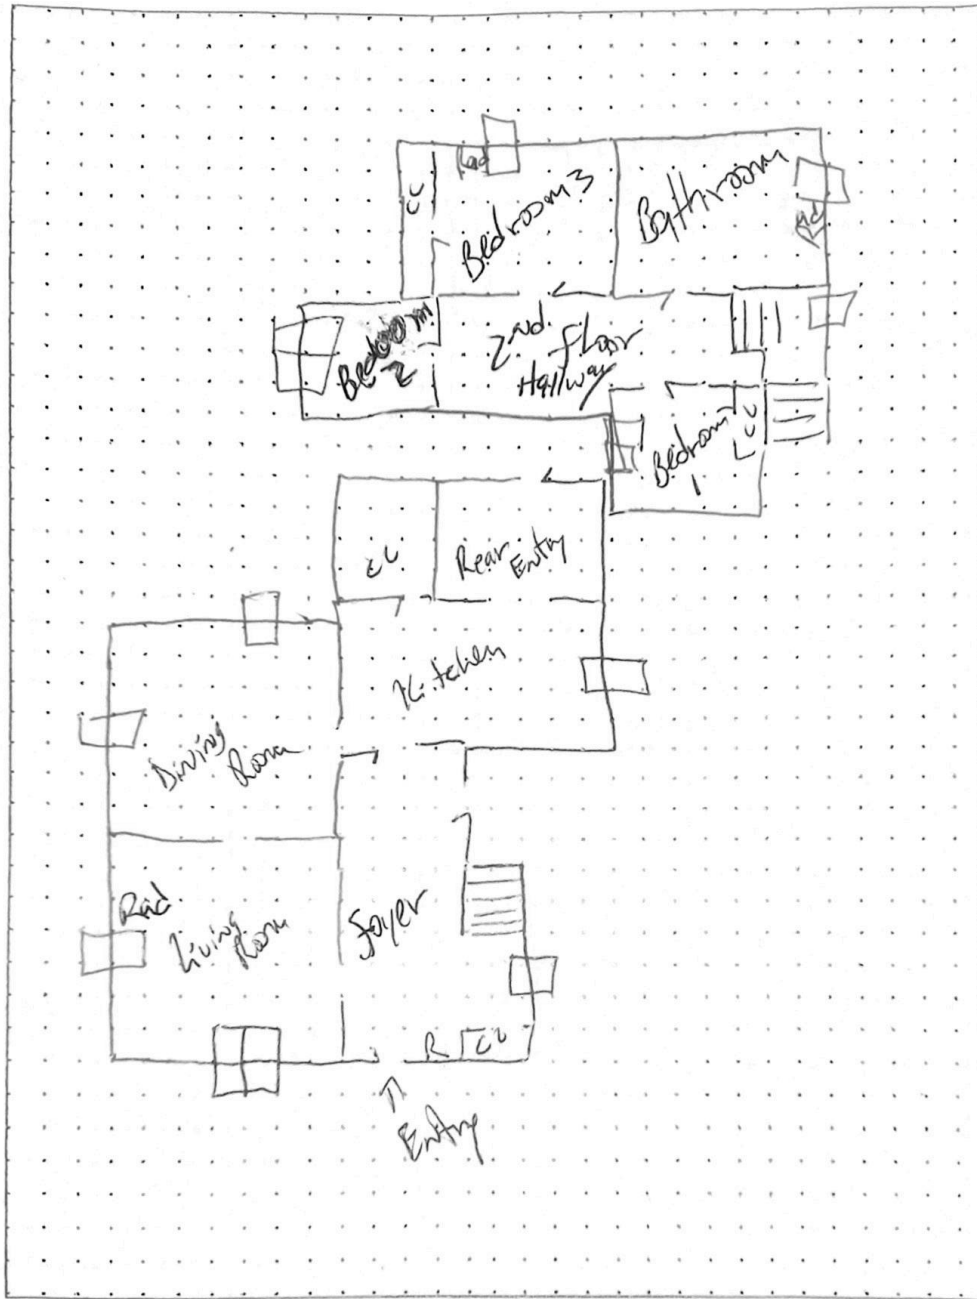 Rad
CC
Bedroom 3
Bathroom
Rad
Bedroom
2
2nd
floor
Hallway
Bedroom
1
CC
CC
Rear
Entry
Kitchen
Dining
Room
Rad.
Living
Room
foyer
R
CC
Entry